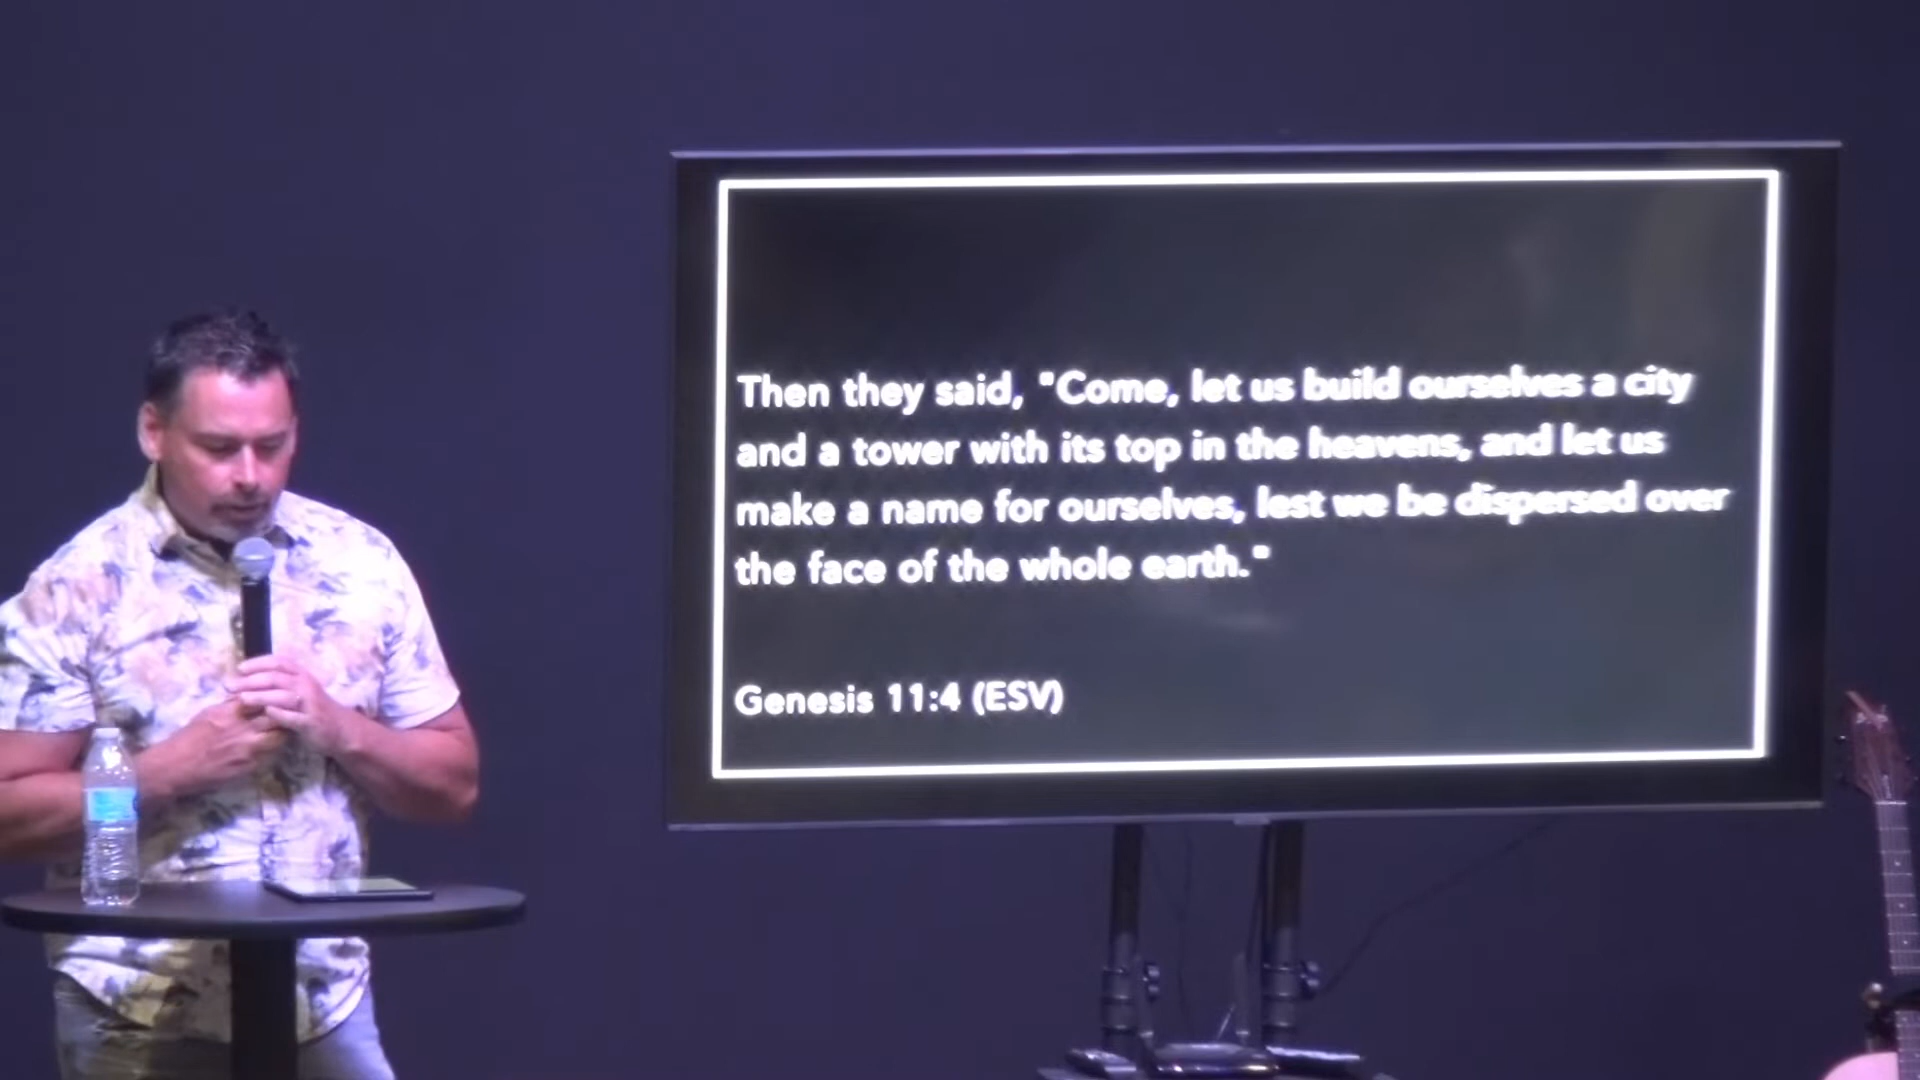 Then they said, "Come, let us build ourselves a city
and a tower with its top in the heavens, and let us
make a name for ourselves, lest we be dispersed over
the face of the whole earth."
Genesis 11:4 (ESV)